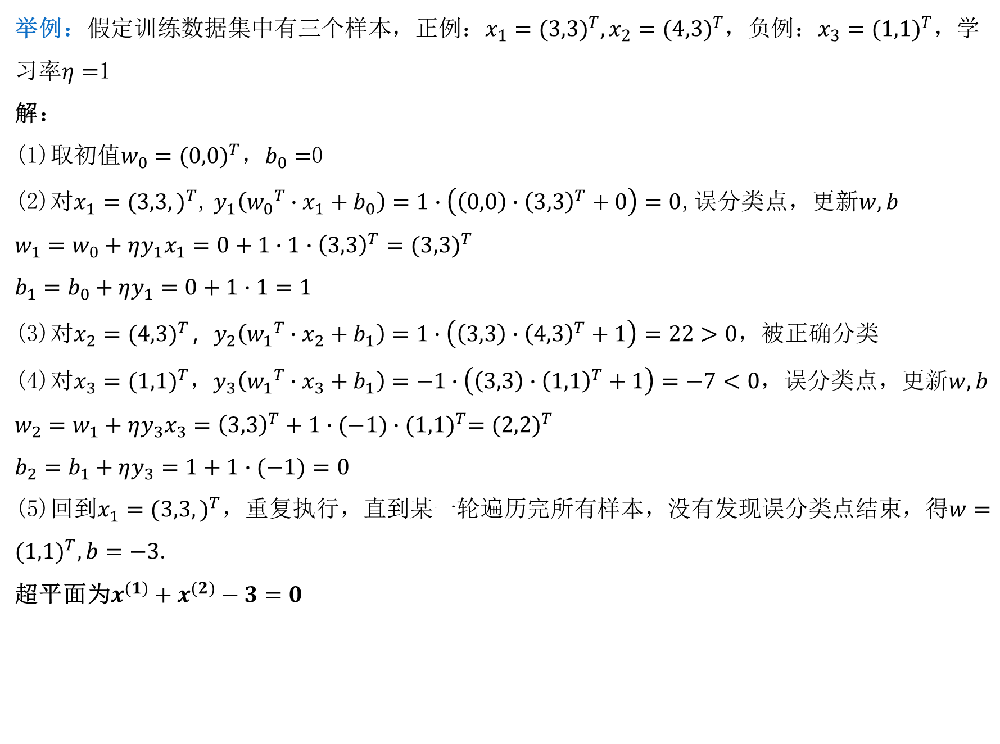 举例：假定训练数据集中有三个样本，正例：$x_1 = (3,3)^T, x_2 = (4,3)^T$，负例：$x_3 = (1,1)^T$，学
习率$\eta =$1
解：
(1)取初值$w_0 = (0,0)^T$，$b_0 =$0
(2)对$x_1 = (3,3,)^T$, $y_1(w_0{}^T \cdot x_1 + b_0) = 1 \cdot ((0,0) \cdot (3,3)^T + 0) = 0$, 误分类点，更新$w, b$
$w_1 = w_0 + \eta y_1 x_1 = 0 + 1 \cdot 1 \cdot (3,3)^T = (3,3)^T$
$b_1 = b_0 + \eta y_1 = 0 + 1 \cdot 1 = 1$
(3)对$x_2 = (4,3)^T$, $y_2(w_1{}^T \cdot x_2 + b_1) = 1 \cdot ((3,3) \cdot (4,3)^T + 1) = 22 > 0$，被正确分类
(4)对$x_3 = (1,1)^T$，$y_3(w_1{}^T \cdot x_3 + b_1) = -1 \cdot ((3,3) \cdot (1,1)^T + 1) = -7 < 0$，误分类点，更新$w, b$
$w_2 = w_1 + \eta y_3 x_3 = (3,3)^T + 1 \cdot (-1) \cdot (1,1)^T = (2,2)^T$
$b_2 = b_1 + \eta y_3 = 1 + 1 \cdot (-1) = 0$
(5)回到$x_1 = (3,3,)^T$，重复执行，直到某一轮遍历完所有样本，没有发现误分类点结束，得$w =$
$(1,1)^T, b = -3$.
超平面为$x^{(1)} + x^{(2)} - 3 = 0$